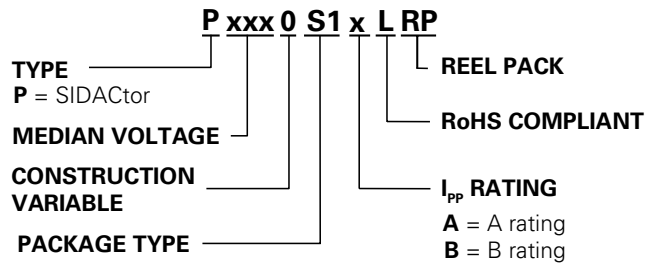 P xxx 0 S1 x L RP
TYPE
P = SIDACtor
MEDIAN VOLTAGE
CONSTRUCTION
VARIABLE
PACKAGE TYPE
REEL PACK
RoHS COMPLIANT
IPP RATING
A = A rating
B = B rating